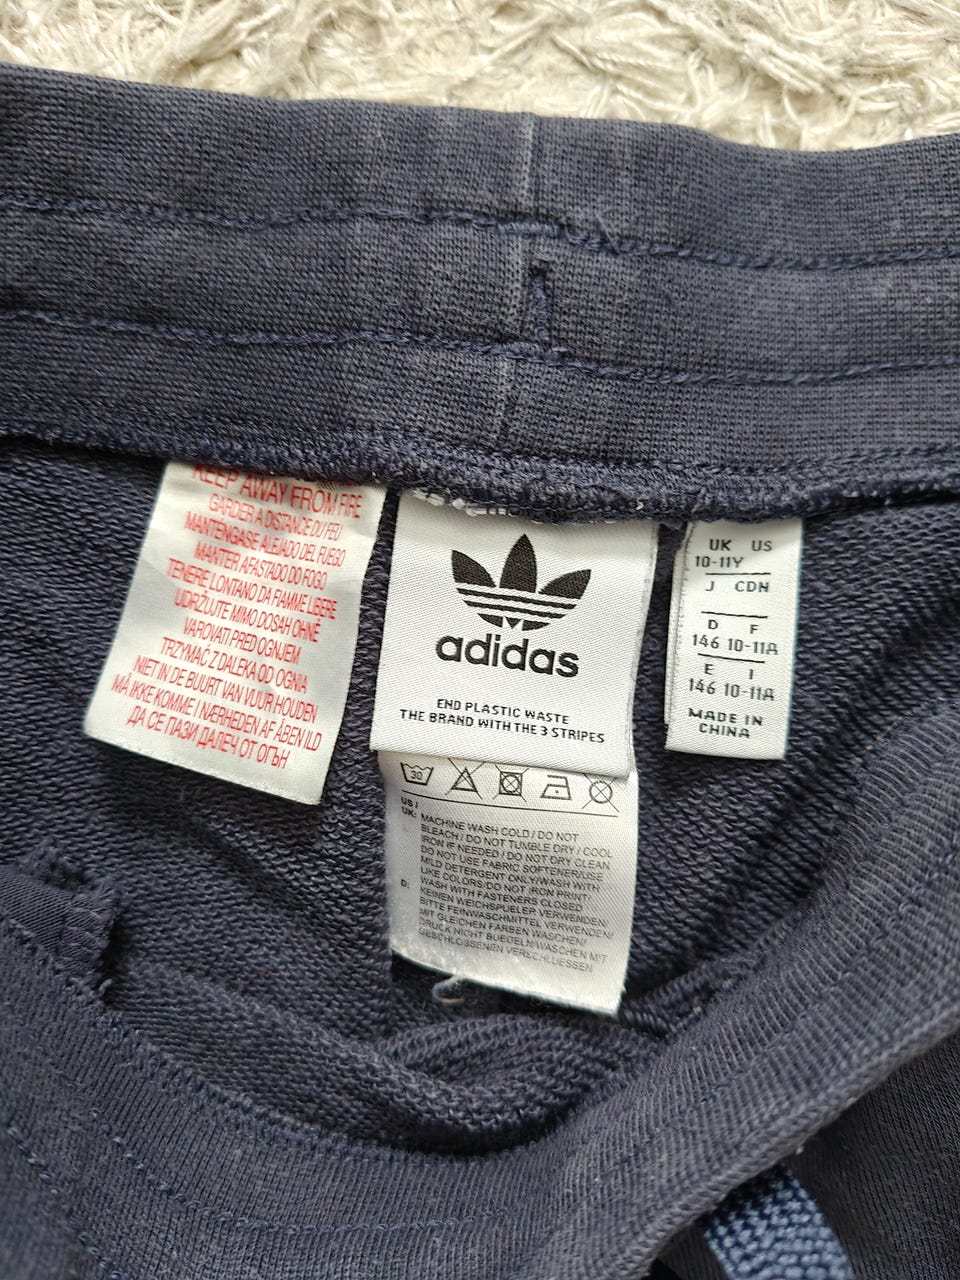 KEEP AWAY FROM FIRE
GARDER A DISTANCE DU FEU
MANTÉNGASE ALEJADO DEL FUEGO
MANTER AFASTADO DO FOGO
TENERE LONTANO DA FIAMME LIBERE
UDRŽUJTE MIMO DOSAH OHNĚ
VAROVATI PRED OGNJEM
TRZYMAĆ Z DALEKA OD OGNIA
NIET IN DE BUURT VAN VUUR HOUDEN
MÅ IKKE KOMME I NÆRHEDEN AF ÅBEN ILD
ДА СЕ ПАЗИ ДАЛЕЧ ОТ ОГЪН
adidas
END PLASTIC WASTE
THE BRAND WITH THE 3 STRIPES
30
US /
UK: MACHINE WASH COLD / DO NOT
BLEACH / DO NOT TUMBLE DRY / COOL
IRON IF NEEDED / DO NOT DRY CLEAN
DO NOT USE FABRIC SOFTENER/USE
MILD DETERGENT ONLY/WASH WITH
LIKE COLORS/DO NOT IRON PRINT/
WASH WITH FASTENERS CLOSED
D: KEINEN WEICHSPUELER VERWENDEN/
BITTE FEINWASCHMITTEL VERWENDEN/
MIT GLEICHEN FARBEN WASCHEN/
DRUCK NICHT BUEGELN/WASCHEN MIT
GESCHLOSSENEN VERSCHLUESSEN
UK US
10-11Y
J CDN
D F
146 10-11A
E I
146 10-11A
MADE IN
CHINA